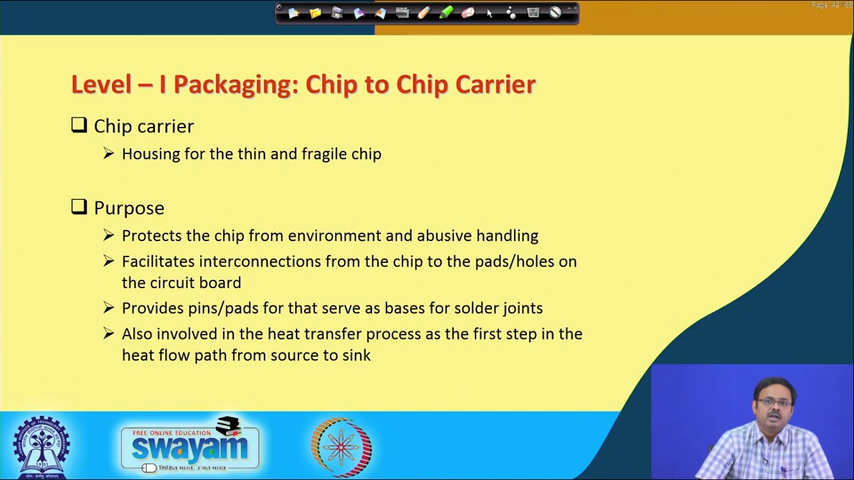 Page 42/63
Level – I Packaging: Chip to Chip Carrier
Chip carrier
Housing for the thin and fragile chip
Purpose
Protects the chip from environment and abusive handling
Facilitates interconnections from the chip to the pads/holes on
the circuit board
Provides pins/pads for that serve as bases for solder joints
Also involved in the heat transfer process as the first step in the
heat flow path from source to sink
FREE ONLINE EDUCATION
swayam